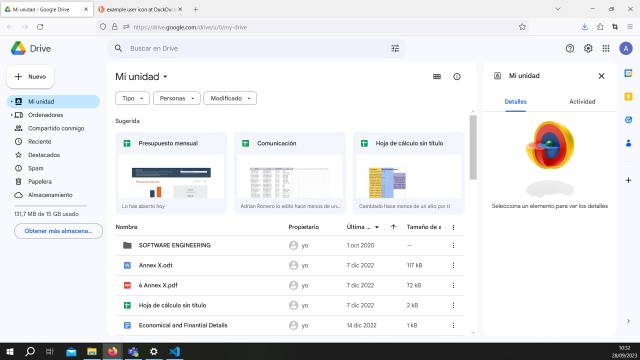 Mi unidad - Google Drive
example user icon at DuckDuc
https://drive.google.com/drive/u/0/my-drive
Drive
Buscar en Drive
A
Nuevo
Mi unidad
Ordenadores
Compartido conmigo
Reciente
Destacados
Spam
Papelera
Almacenamiento
131,7 MB de 15 GB usado
Obtener más almacena...
Mi unidad
Tipo
Personas
Modificado
Sugerida
Presupuesto mensual
Comunicación
Hoja de cálculo sin título
Lo has abierto hoy
Adrian Romero lo editó hace menos de un...
Cambiado hace menos de un año por ti
Nombre
Propietario
Última ...
Tamaño de a
SOFTWARE ENGINEERING
yo
1 oct 2020
—
Annex X.odt
yo
7 dic 2022
117 kB
6 Annex X.pdf
yo
7 dic 2022
72 kB
Hoja de cálculo sin título
yo
7 dic 2022
2 kB
Economical and Finantial Details
yo
14 dic 2022
1 kB
Mi unidad
Detalles
Actividad
Selecciona un elemento para ver los detalles
10:32
28/09/2023